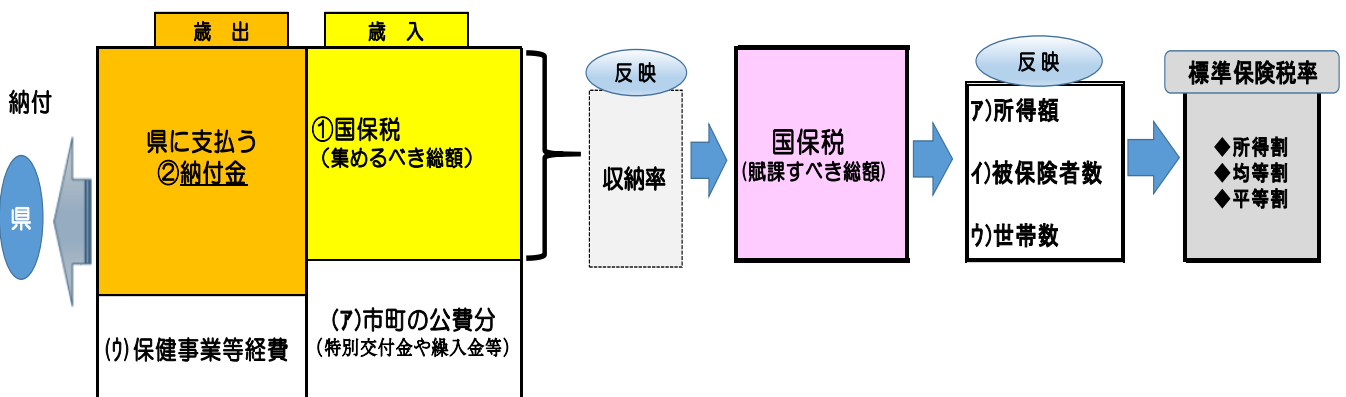 納付
県
歳 出
県に支払う
②納付金
(ウ)保健事業等経費
歳 入
①国保税
(集めるべき総額)
(ア)市町の公費分
(特別交付金や繰入金等)
反映
収納率
国保税
(賦課すべき総額)
反映
ア)所得額
イ)被保険者数
ウ)世帯数
標準保険税率
◆所得割
◆均等割
◆平等割